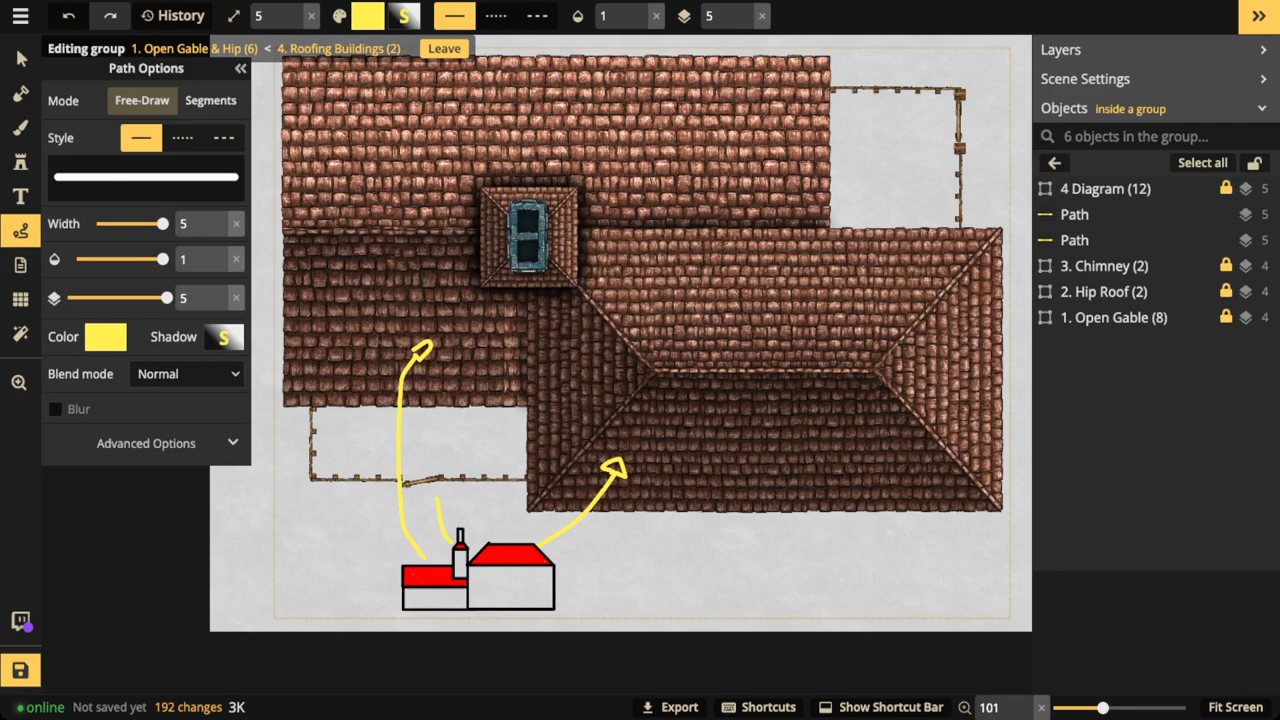 History 5 × S 1 × 5 ×
Editing group 1. Open Gable & Hip (6) < 4. Roofing Buildings (2) Leave
Path Options
Mode Free-Draw Segments
Style
Width 5 ×
1 ×
5 ×
Color Shadow S
Blend mode Normal
Blur
Advanced Options
Layers
Scene Settings
Objects inside a group
6 objects in the group...
Select all
4 Diagram (12) 5
Path 5
Path 5
3. Chimney (2) 4
2. Hip Roof (2) 4
1. Open Gable (8) 4
T
online Not saved yet 192 changes 3K Export Shortcuts Show Shortcut Bar 101 × Fit Screen